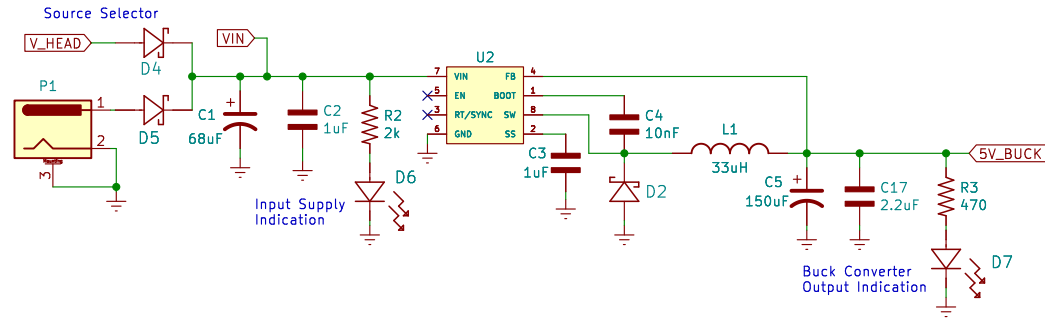 Source Selector
V_HEAD
D4
VIN
P1
1
2
3
D5
C1
68uF
C2
1uF
R2
2k
D6
Input Supply
Indication
U2
7 VIN FB 4
5 EN BOOT 1
3 RT/SYNC SW 8
6 GND SS 2
C3
1uF
C4
10nF
D2
L1
33uH
C5
150uF
C17
2.2uF
5V_BUCK
R3
470
D7
Buck Converter
Output Indication